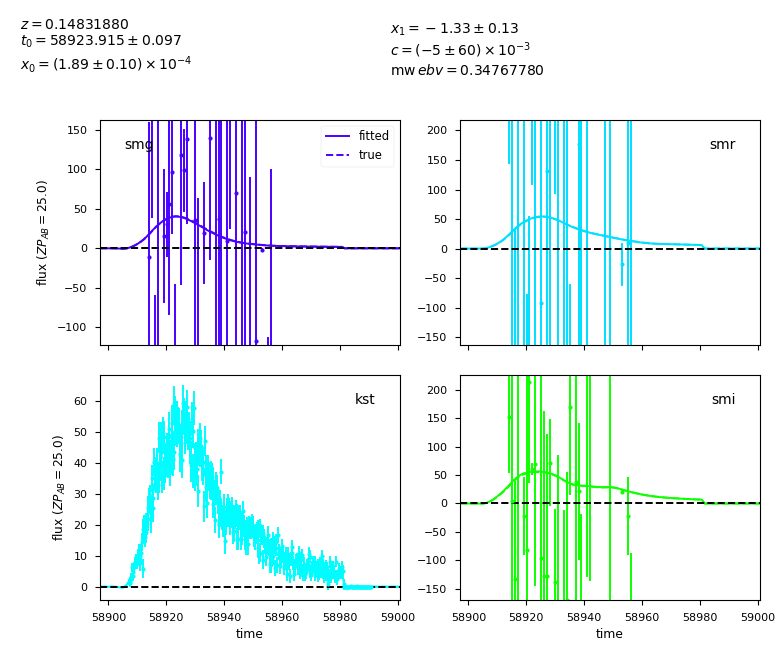 z = 0.14831880
t₀ = 58923.915 ± 0.097
x₀ = (1.89 ± 0.10) × 10⁻⁴
x₁ = −1.33 ± 0.13
c = (−5 ± 60) × 10⁻³
mw ebv = 0.34767780
smg
fitted
true
150
100
50
0
−50
−100
flux (ZP_AB = 25.0)
smr
200
150
100
50
0
−50
−100
−150
kst
60
50
40
30
20
10
0
flux (ZP_AB = 25.0)
58900 58920 58940 58960 58980 59000
time
smi
200
150
100
50
0
−50
−100
−150
58900 58920 58940 58960 58980 59000
time